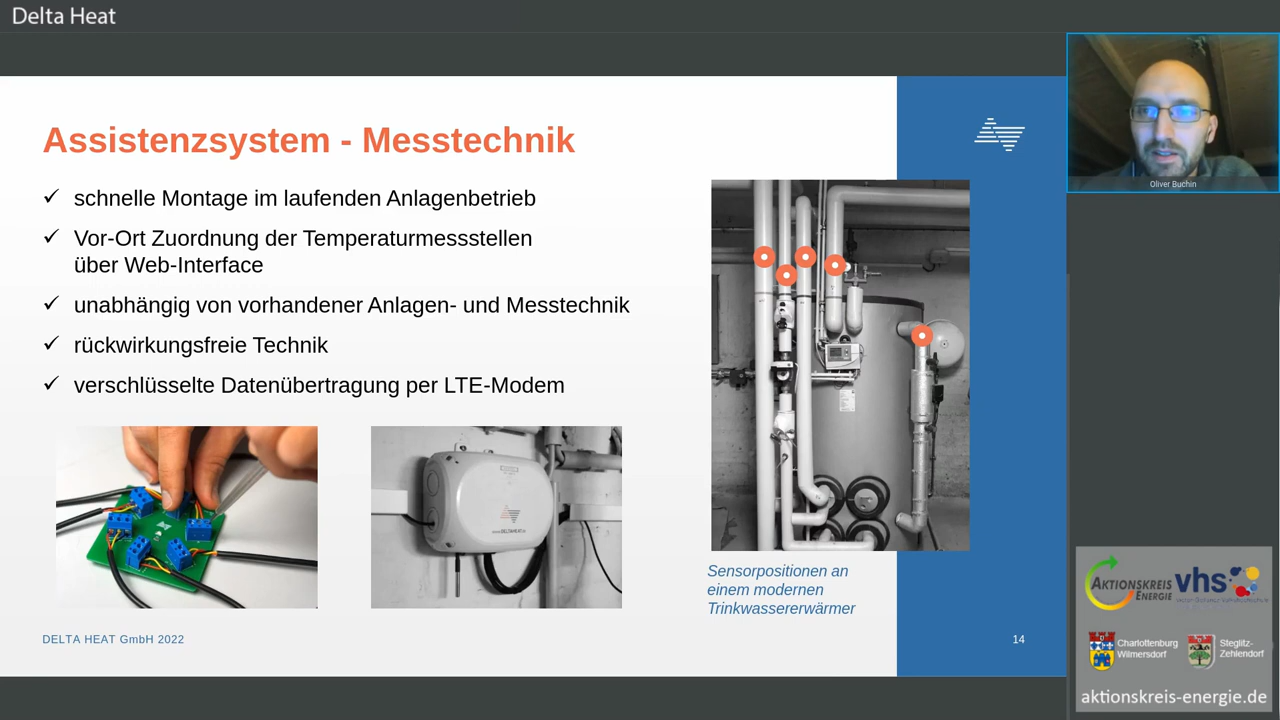 Delta Heat
Assistenzsystem - Messtechnik
schnelle Montage im laufenden Anlagenbetrieb
Vor-Ort Zuordnung der Temperaturmessstellen
über Web-Interface
unabhängig von vorhandener Anlagen- und Messtechnik
rückwirkungsfreie Technik
verschlüsselte Datenübertragung per LTE-Modem
Sensorpositionen an
einem modernen
Trinkwassererwärmer
DELTA HEAT GmbH 2022
14
Oliver Buchin
AKTIONSKREIS
ENERGIE
vhs
Charlottenburg
Wilmersdorf
Steglitz-
Zehlendorf
aktionskreis-energie.de